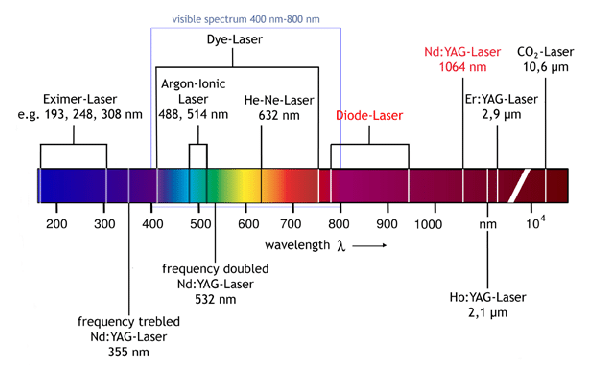 visible spectrum 400 nm-800 nm
Dye-Laser
Nd:YAG-Laser
1064 nm
CO₂-Laser
10,6 µm
Argon-Ionic
Laser
488, 514 nm
Eximer-Laser
e.g. 193, 248, 308 nm
He-Ne-Laser
632 nm
Diode-Laser
Er:YAG-Laser
2,9 µm
200 300 400 500 600 700 800 900 1000 nm 10⁴
wavelength λ
frequency doubled
Nd:YAG-Laser
532 nm
Ho:YAG-Laser
2,1 µm
frequency trebled
Nd:YAG-Laser
355 nm